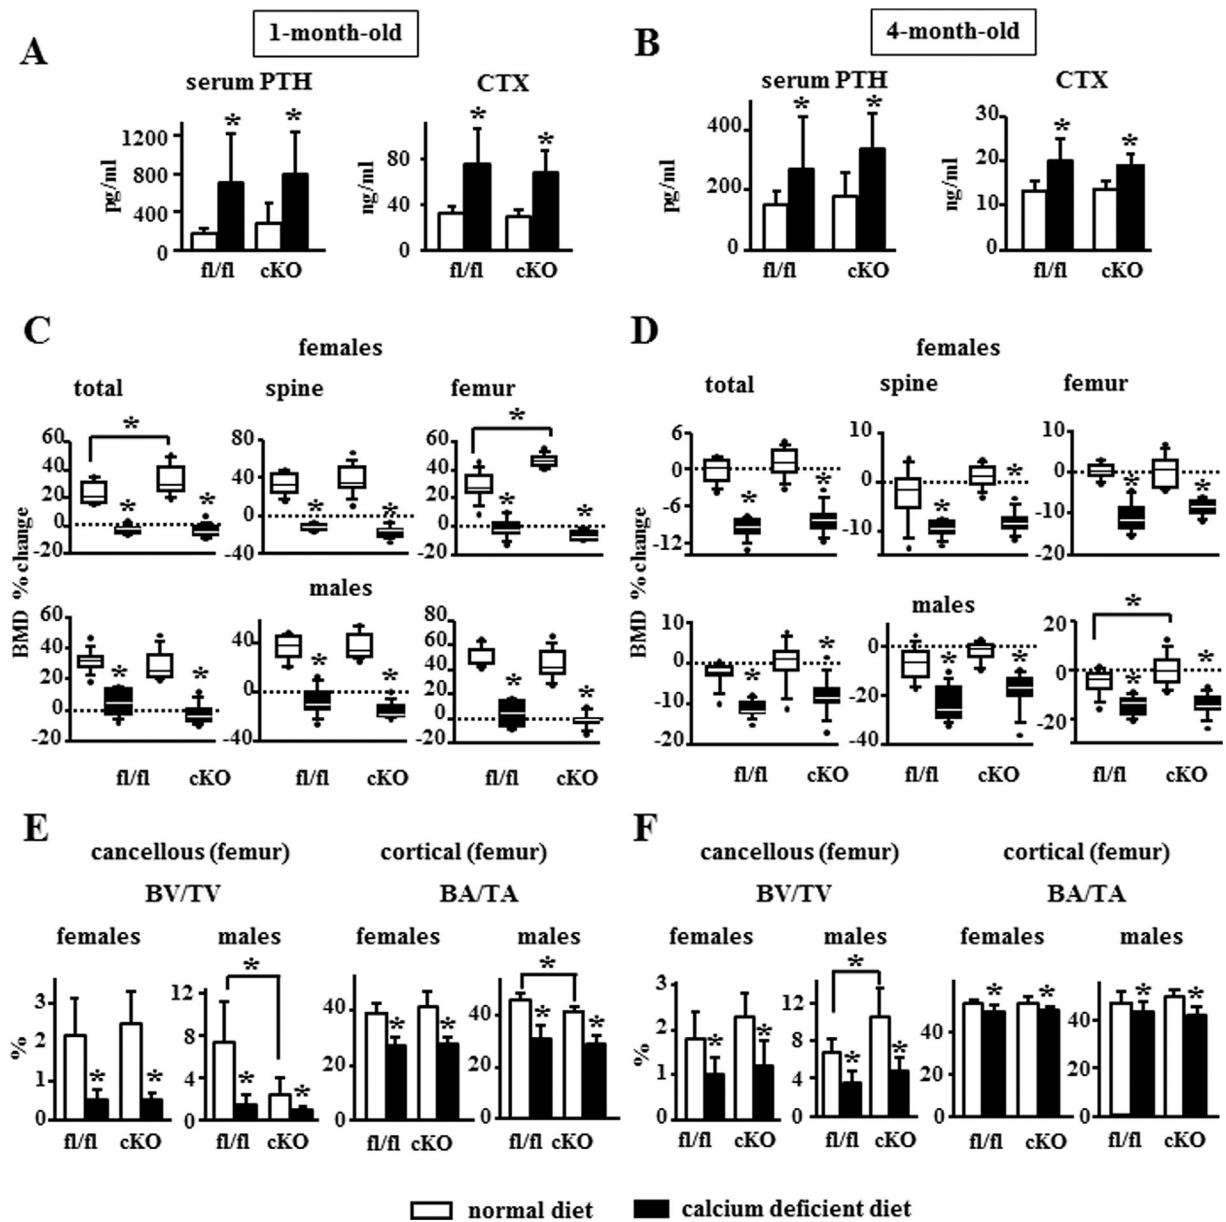 1-month-old
4-month-old
A
B
serum PTH
CTX
serum PTH
CTX
pg/ml
1200
800
400
0
*
*
fl/fl
cKO
ng/ml
80
40
0
*
*
fl/fl
cKO
pg/ml
400
200
0
*
*
fl/fl
cKO
ng/ml
30
20
10
0
*
*
fl/fl
cKO
C
females
total
spine
femur
BMD % change
60
40
20
0
-20
*
*
*
80
40
0
-40
*
*
60
40
20
0
-20
*
*
*
males
60
40
20
0
-20
*
*
40
0
-40
*
*
80
60
40
20
0
-20
*
*
fl/fl
cKO
fl/fl
cKO
fl/fl
cKO
D
females
total
spine
femur
BMD % change
6
0
-6
-12
*
*
10
0
-10
*
*
10
0
-10
-20
*
*
males
10
0
-10
-20
*
*
0
-20
-40
*
*
20
0
-20
*
*
*
fl/fl
cKO
fl/fl
cKO
fl/fl
cKO
E
cancellous (femur)
cortical (femur)
BV/TV
BA/TA
females
males
females
males
%
3
2
1
0
*
*
fl/fl
cKO
12
8
4
0
*
*
*
fl/fl
cKO
40
20
0
*
*
fl/fl
cKO
40
20
0
*
*
*
fl/fl
cKO
F
cancellous (femur)
cortical (femur)
BV/TV
BA/TA
females
males
females
males
%
3
2
1
0
*
*
fl/fl
cKO
12
8
4
0
*
*
*
fl/fl
cKO
40
20
0
*
*
fl/fl
cKO
40
20
0
*
*
fl/fl
cKO
normal diet
calcium deficient diet